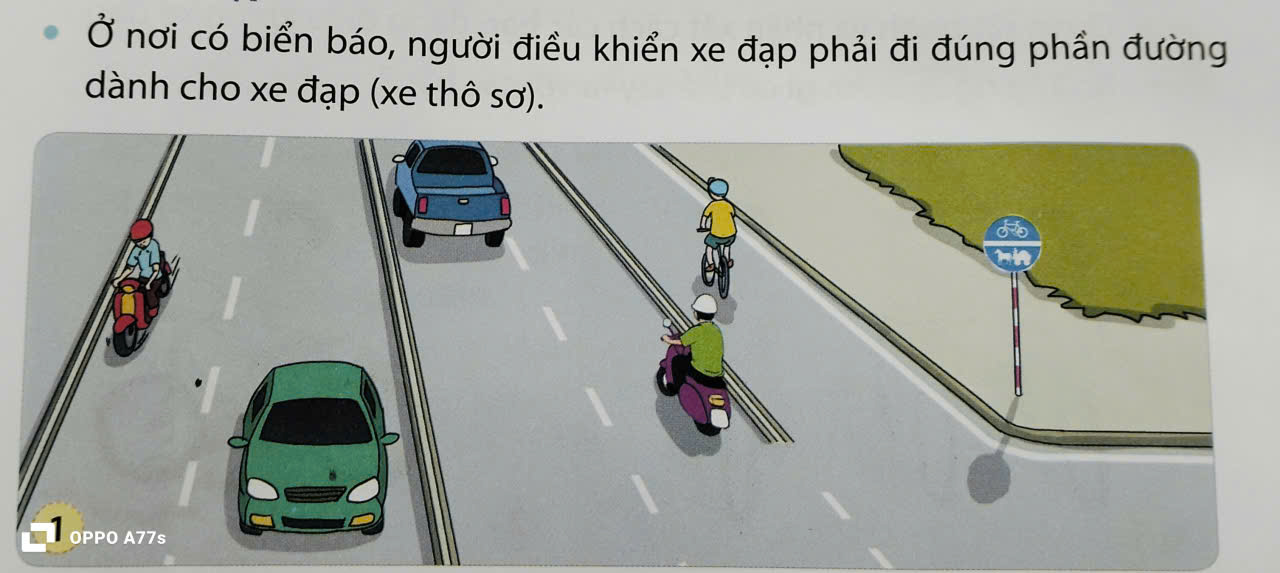 Ở nơi có biển báo, người điều khiển xe đạp phải đi đúng phần đường
dành cho xe đạp (xe thô sơ).
1
OPPO A77s